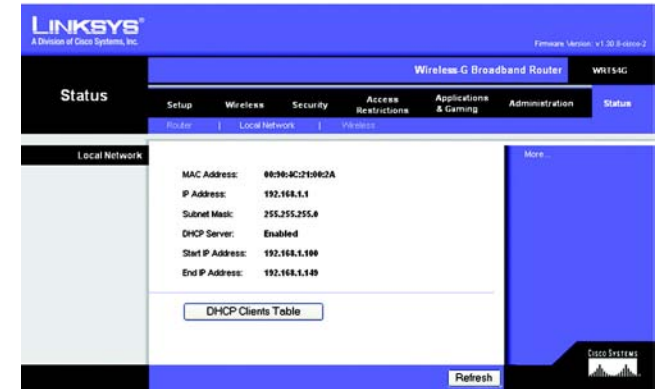 LINKSYS®
A Division of Cisco Systems, Inc.
Firmware Version: v1.30.8-cisco-2
Wireless-G Broadband Router WRT54G
Status
Setup Wireless Security Access Restrictions Applications & Gaming Administration Status
Router | Local Network | Wireless
Local Network
More...
MAC Address: 00:90:4C:21:00:2A
IP Address: 192.168.1.1
Subnet Mask: 255.255.255.0
DHCP Server: Enabled
Start IP Address: 192.168.1.100
End IP Address: 192.168.1.149
DHCP Clients Table
Refresh
CISCO SYSTEMS